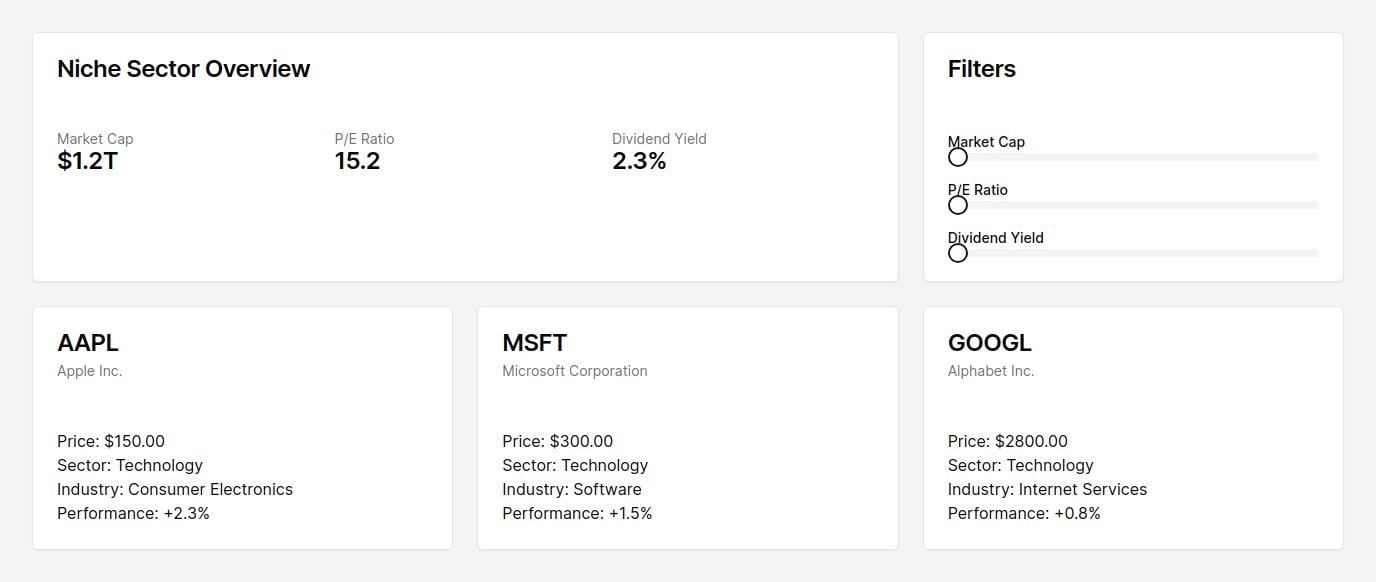 Niche Sector Overview
Market Cap
$1.2T
P/E Ratio
15.2
Dividend Yield
2.3%
Filters
Market Cap
P/E Ratio
Dividend Yield
AAPL
Apple Inc.
Price: $150.00
Sector: Technology
Industry: Consumer Electronics
Performance: +2.3%
MSFT
Microsoft Corporation
Price: $300.00
Sector: Technology
Industry: Software
Performance: +1.5%
GOOGL
Alphabet Inc.
Price: $2800.00
Sector: Technology
Industry: Internet Services
Performance: +0.8%